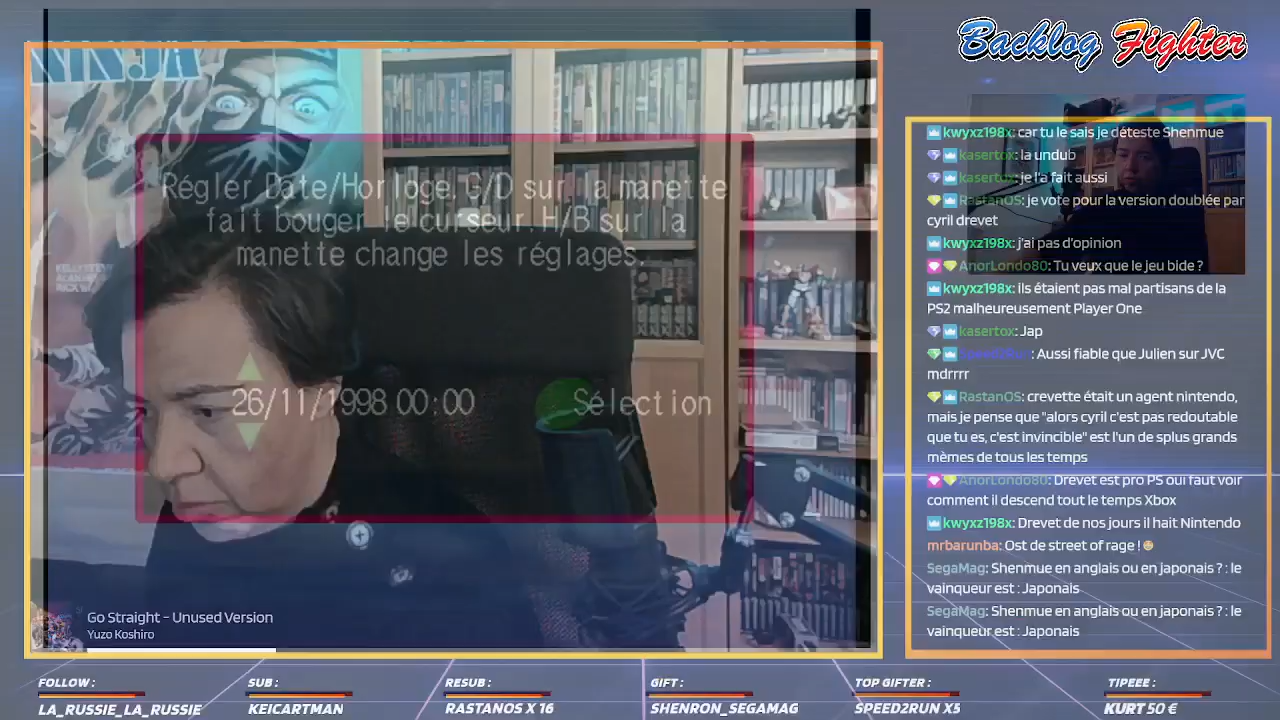 Backlog Fighter
NINJA
Régler Date/Horloge. G/D sur la manette
fait bouger le curseur. H/B sur la
manette change les réglages.
26/11/1998 00:00
Sélection
Go Straight - Unused Version
Yuzo Koshiro
kwyxz198x: car tu le sais je déteste Shenmue
kasertox: la undub
kasertox: je l'a fait aussi
RastanOS: je vote pour la version doublée par
cyril drevet
kwyxz198x: j'ai pas d'opinion
AnorLondo80: Tu veux que le jeu bide ?
kwyxz198x: ils étaient pas mal partisans de la
PS2 malheureusement Player One
kasertox: Jap
: Aussi fiable que Julien sur JVC
mdrrrr
RastanOS: crevette était un agent nintendo,
mais je pense que "alors cyril c'est pas redoutable
que tu es, c'est invincible" est l'un de splus grands
mèmes de tous les temps
AnorLondo80: Drevet est pro PS oui faut voir
comment il descend tout le temps Xbox
kwyxz198x: Drevet de nos jours il hait Nintendo
mrbarunba: Ost de street of rage !
SegaMag: Shenmue en anglais ou en japonais ? : le
vainqueur est : Japonais
SegaMag: Shenmue en anglais ou en japonais ? : le
vainqueur est : Japonais
FOLLOW :
LA_RUSSIE_LA_RUSSIE
SUB :
KEICARTMAN
RESUB :
RASTANOS X 16
GIFT :
SHENRON_SEGAMAG
TOP GIFTER :
SPEED2RUN X5
TIPEEE :
KURT 50 €